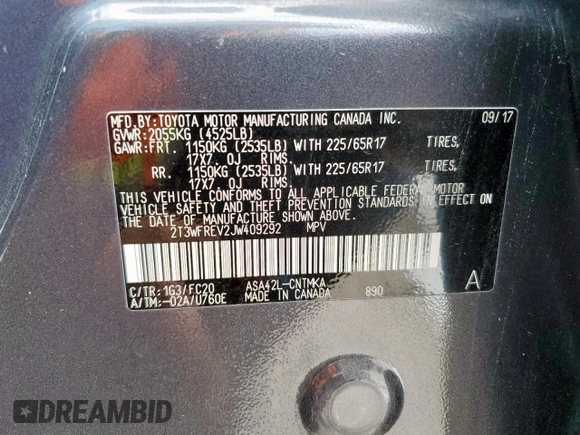 MFD.BY:TOYOTA MOTOR MANUFACTURING CANADA INC. 09/17
GVWR:2055KG (4525LB)
GAWR:FRT. 1150KG (2535LB) WITH 225/65R17 TIRES,
17X7.0J RIMS.
RR. 1150KG (2535LB) WITH 225/65R17 TIRES,
17X7.0J RIMS.
THIS VEHICLE CONFORMS TO ALL APPLICABLE FEDERAL MOTOR
VEHICLE SAFETY AND THEFT PREVENTION STANDARDS IN EFFECT ON
THE DATE OF MANUFACTURE SHOWN ABOVE.
2T3WFREV2JW409292 MPV
C/TR:1G3/FC20 ASA42L-CNTMKA
A/TM:-02A/U760E MADE IN CANADA 890 A
DREAMBID